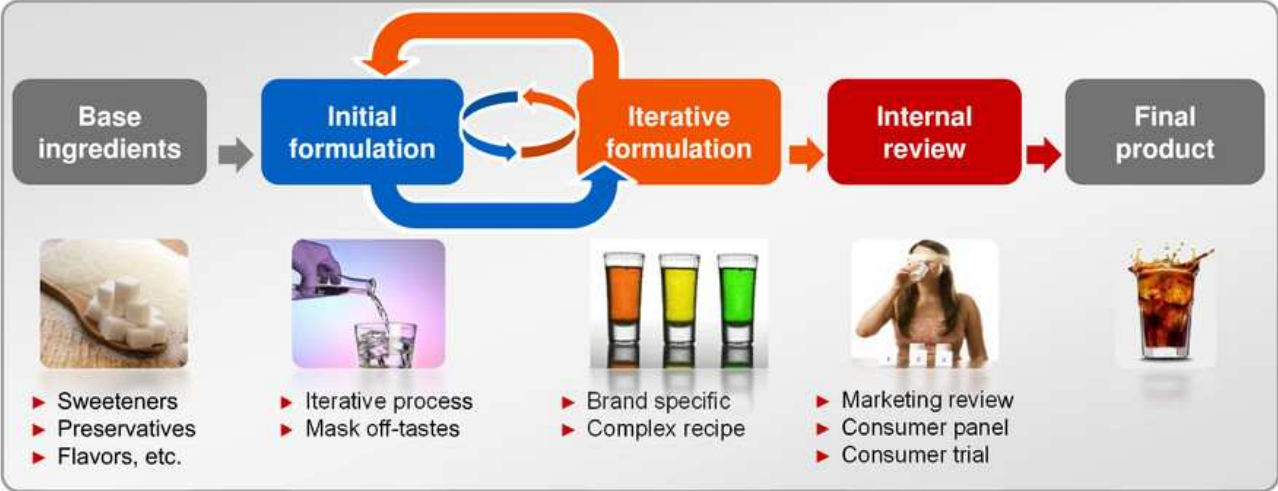 Base
ingredients
Initial
formulation
Iterative
formulation
Internal
review
Final
product
Sweeteners
Preservatives
Flavors, etc.
Iterative process
Mask off-tastes
Brand specific
Complex recipe
Marketing review
Consumer panel
Consumer trial